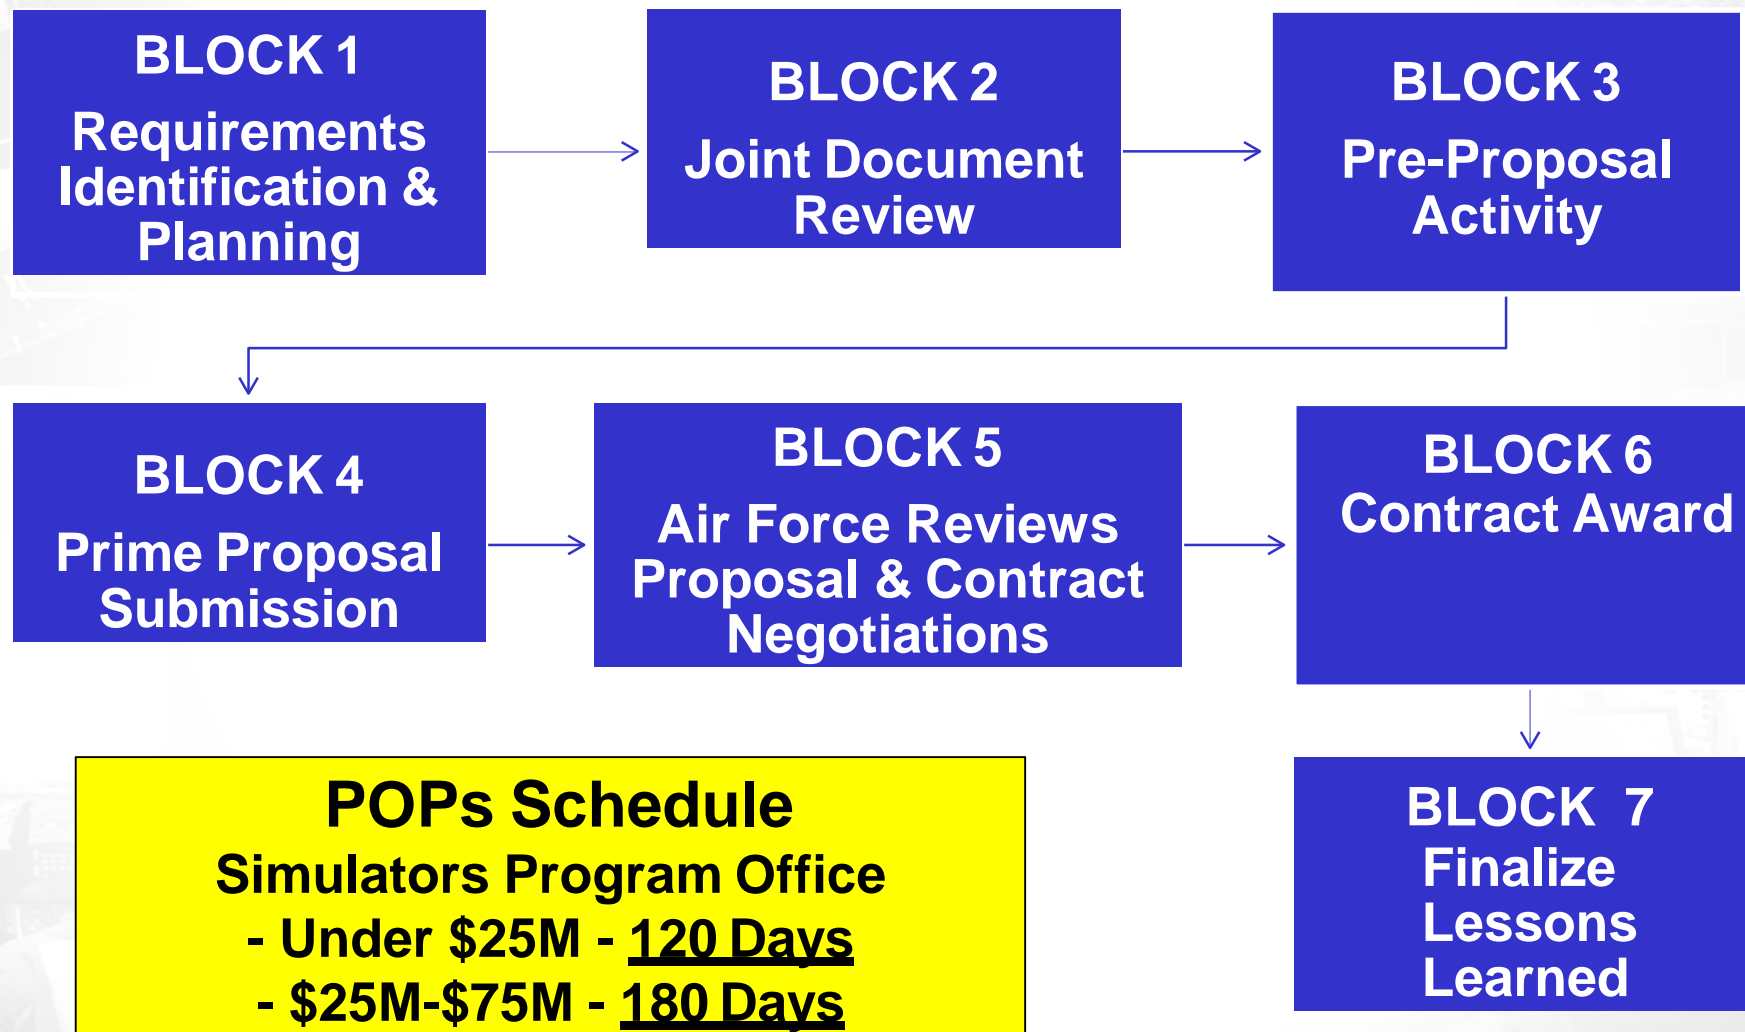 BLOCK 1
Requirements
Identification &
Planning
BLOCK 2
Joint Document
Review
BLOCK 3
Pre-Proposal
Activity
BLOCK 4
Prime Proposal
Submission
BLOCK 5
Air Force Reviews
Proposal & Contract
Negotiations
BLOCK 6
Contract Award
BLOCK 7
Finalize
Lessons
Learned
POPs Schedule
Simulators Program Office
- Under $25M - 120 Days
- $25M-$75M - 180 Days